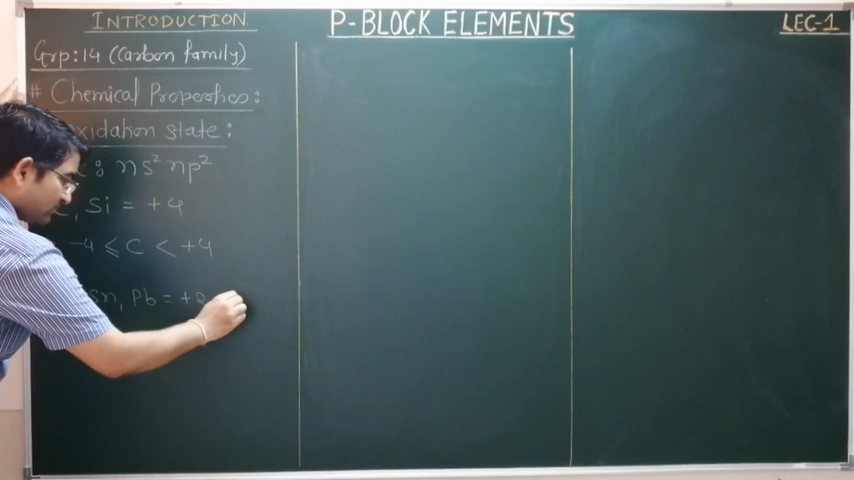 INTRODUCTION
P-BLOCK ELEMENTS
LEC-1
Grp:14 (Carbon family)
# Chemical Properties:
xidation state:
: ns² np²
, Si = +4
-4 ⩽ C < +4
Sn, Pb = +2